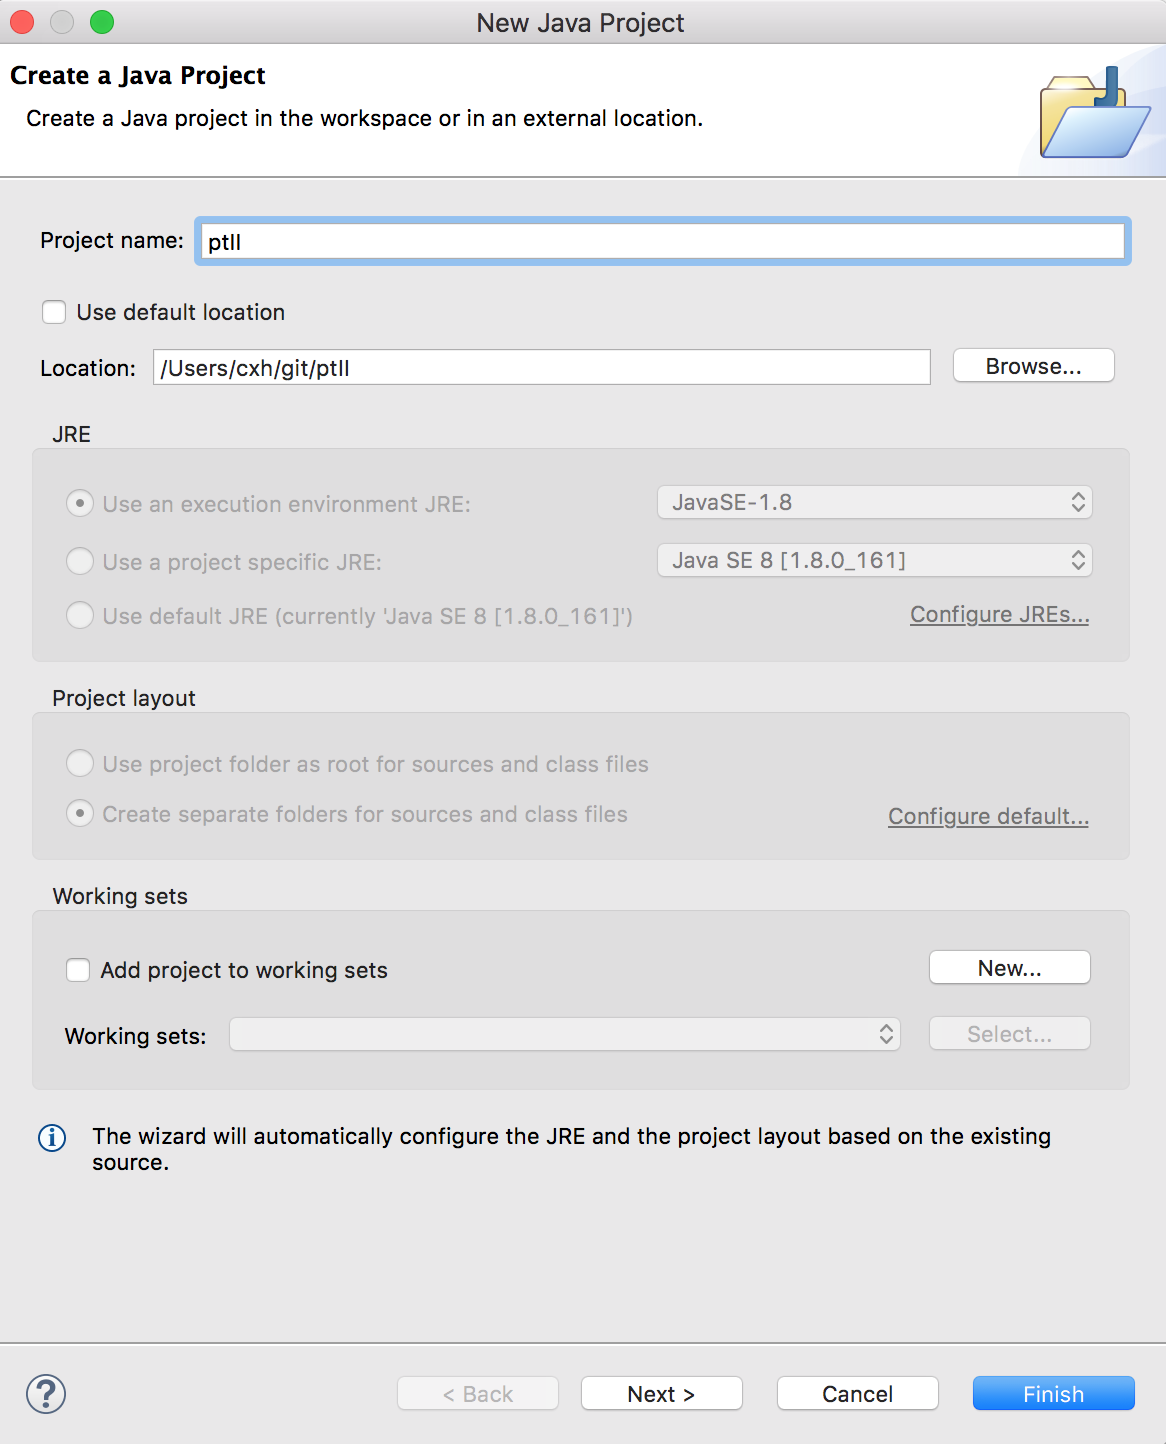 New Java Project
Create a Java Project
Create a Java project in the workspace or in an external location.
Project name: ptII
Use default location
Location: /Users/cxh/git/ptII Browse...
JRE
Use an execution environment JRE: JavaSE-1.8
Use a project specific JRE: Java SE 8 [1.8.0_161]
Use default JRE (currently 'Java SE 8 [1.8.0_161]') Configure JREs...
Project layout
Use project folder as root for sources and class files
Create separate folders for sources and class files Configure default...
Working sets
Add project to working sets New...
Working sets: Select...
The wizard will automatically configure the JRE and the project layout based on the existing
source.
? < Back Next > Cancel Finish